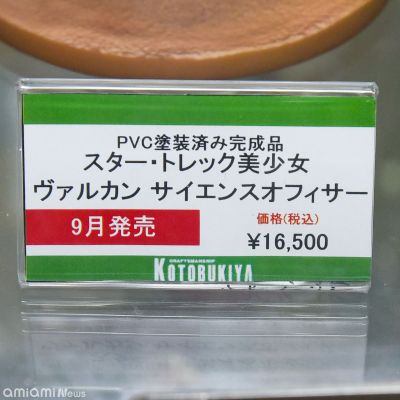 PVC塗装済み完成品
スター・トレック美少女
ヴァルカン サイエンスオフィサー
9月発売
価格(税込)
¥16,500
CRAFTSMANSHIP
KOTOBUKIYA
amiami News